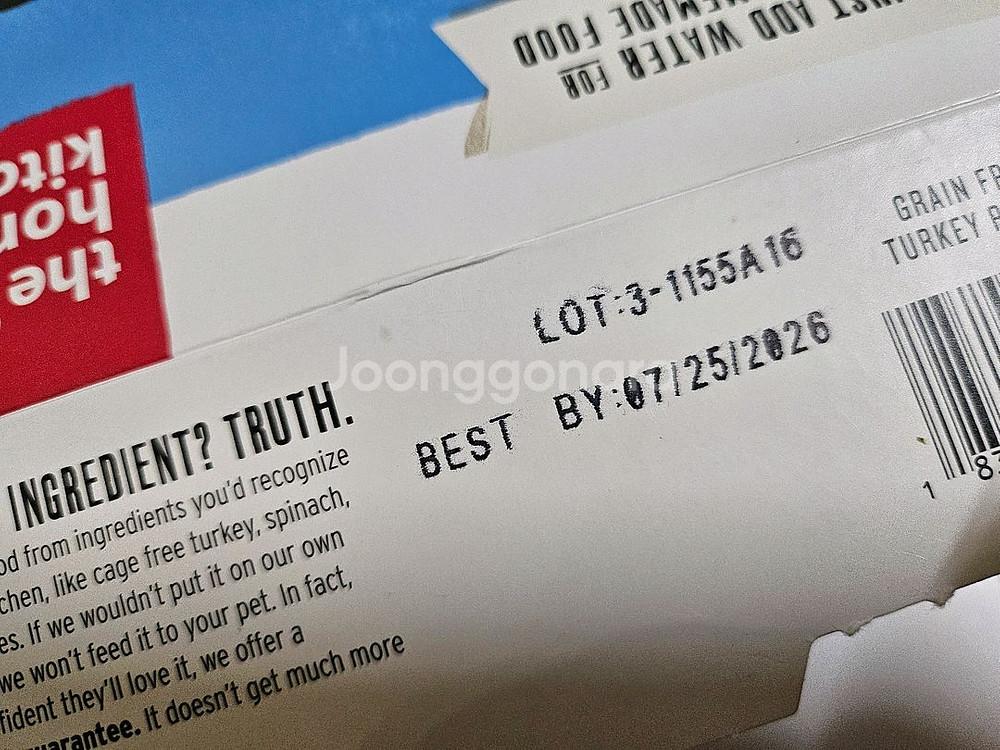 JUST ADD WATER
FOR
HOMEMADE FOOD
the
hon
kitc
GRAIN FR
TURKEY
LOT:3-1155A16
BEST BY:07/25/2026
Joonggonara
INGREDIENT? TRUTH.
od from ingredients you'd recognize
chen, like cage free turkey, spinach,
es. If we wouldn't put it on our own
we won't feed it to your pet. In fact,
fident they'll love it, we offer a
uarantee. It doesn't get much more
1 83